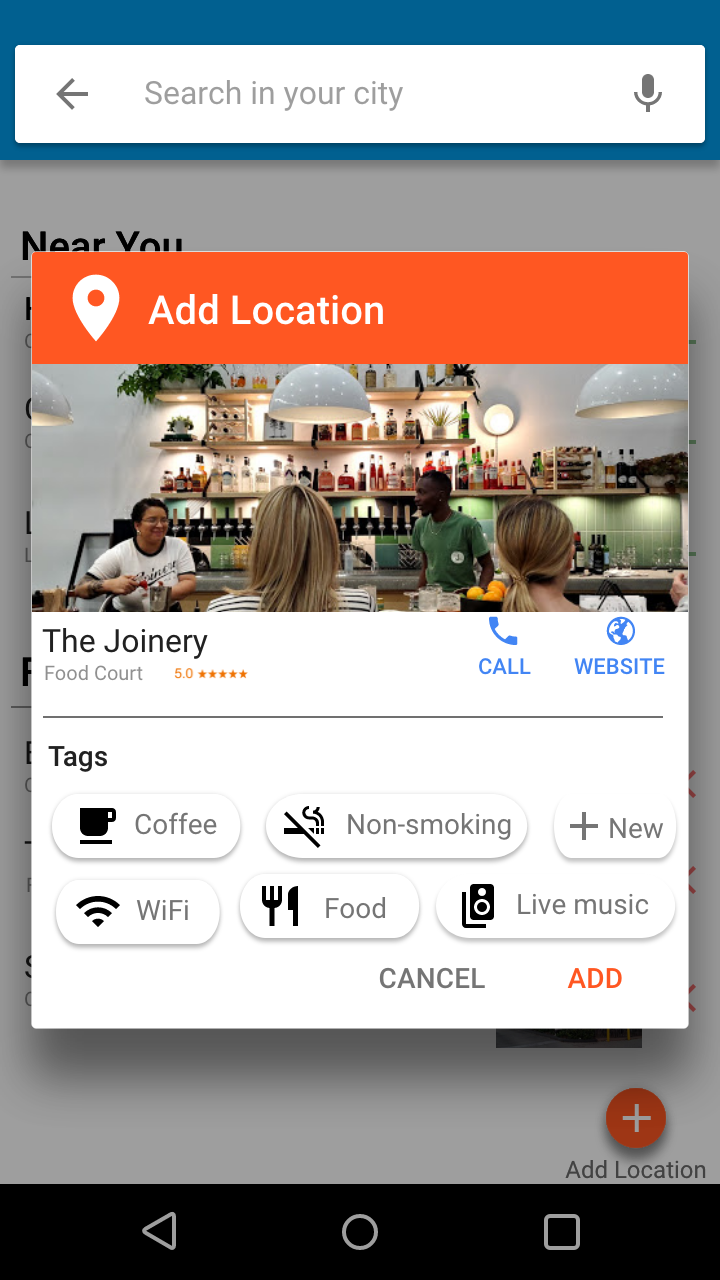 Search in your city
Near You
Add Location
The Joinery
Food Court 5.0
CALL
WEBSITE
Tags
Coffee
Non-smoking
New
WiFi
Food
Live music
CANCEL
ADD
Add Location